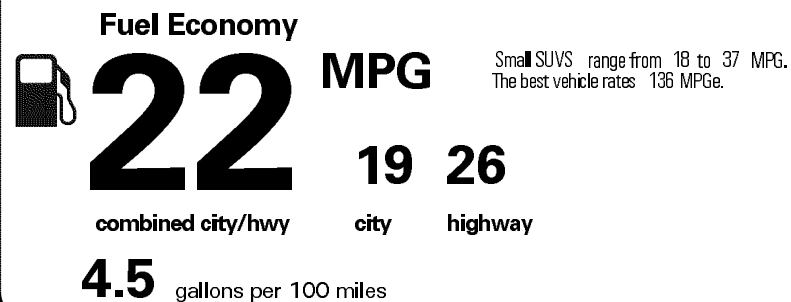 Fuel Economy
22 MPG
Small SUVS range from 18 to 37 MPG.
The best vehicle rates 136 MPGe.
19 26
combined city/hwy city highway
4.5 gallons per 100 miles